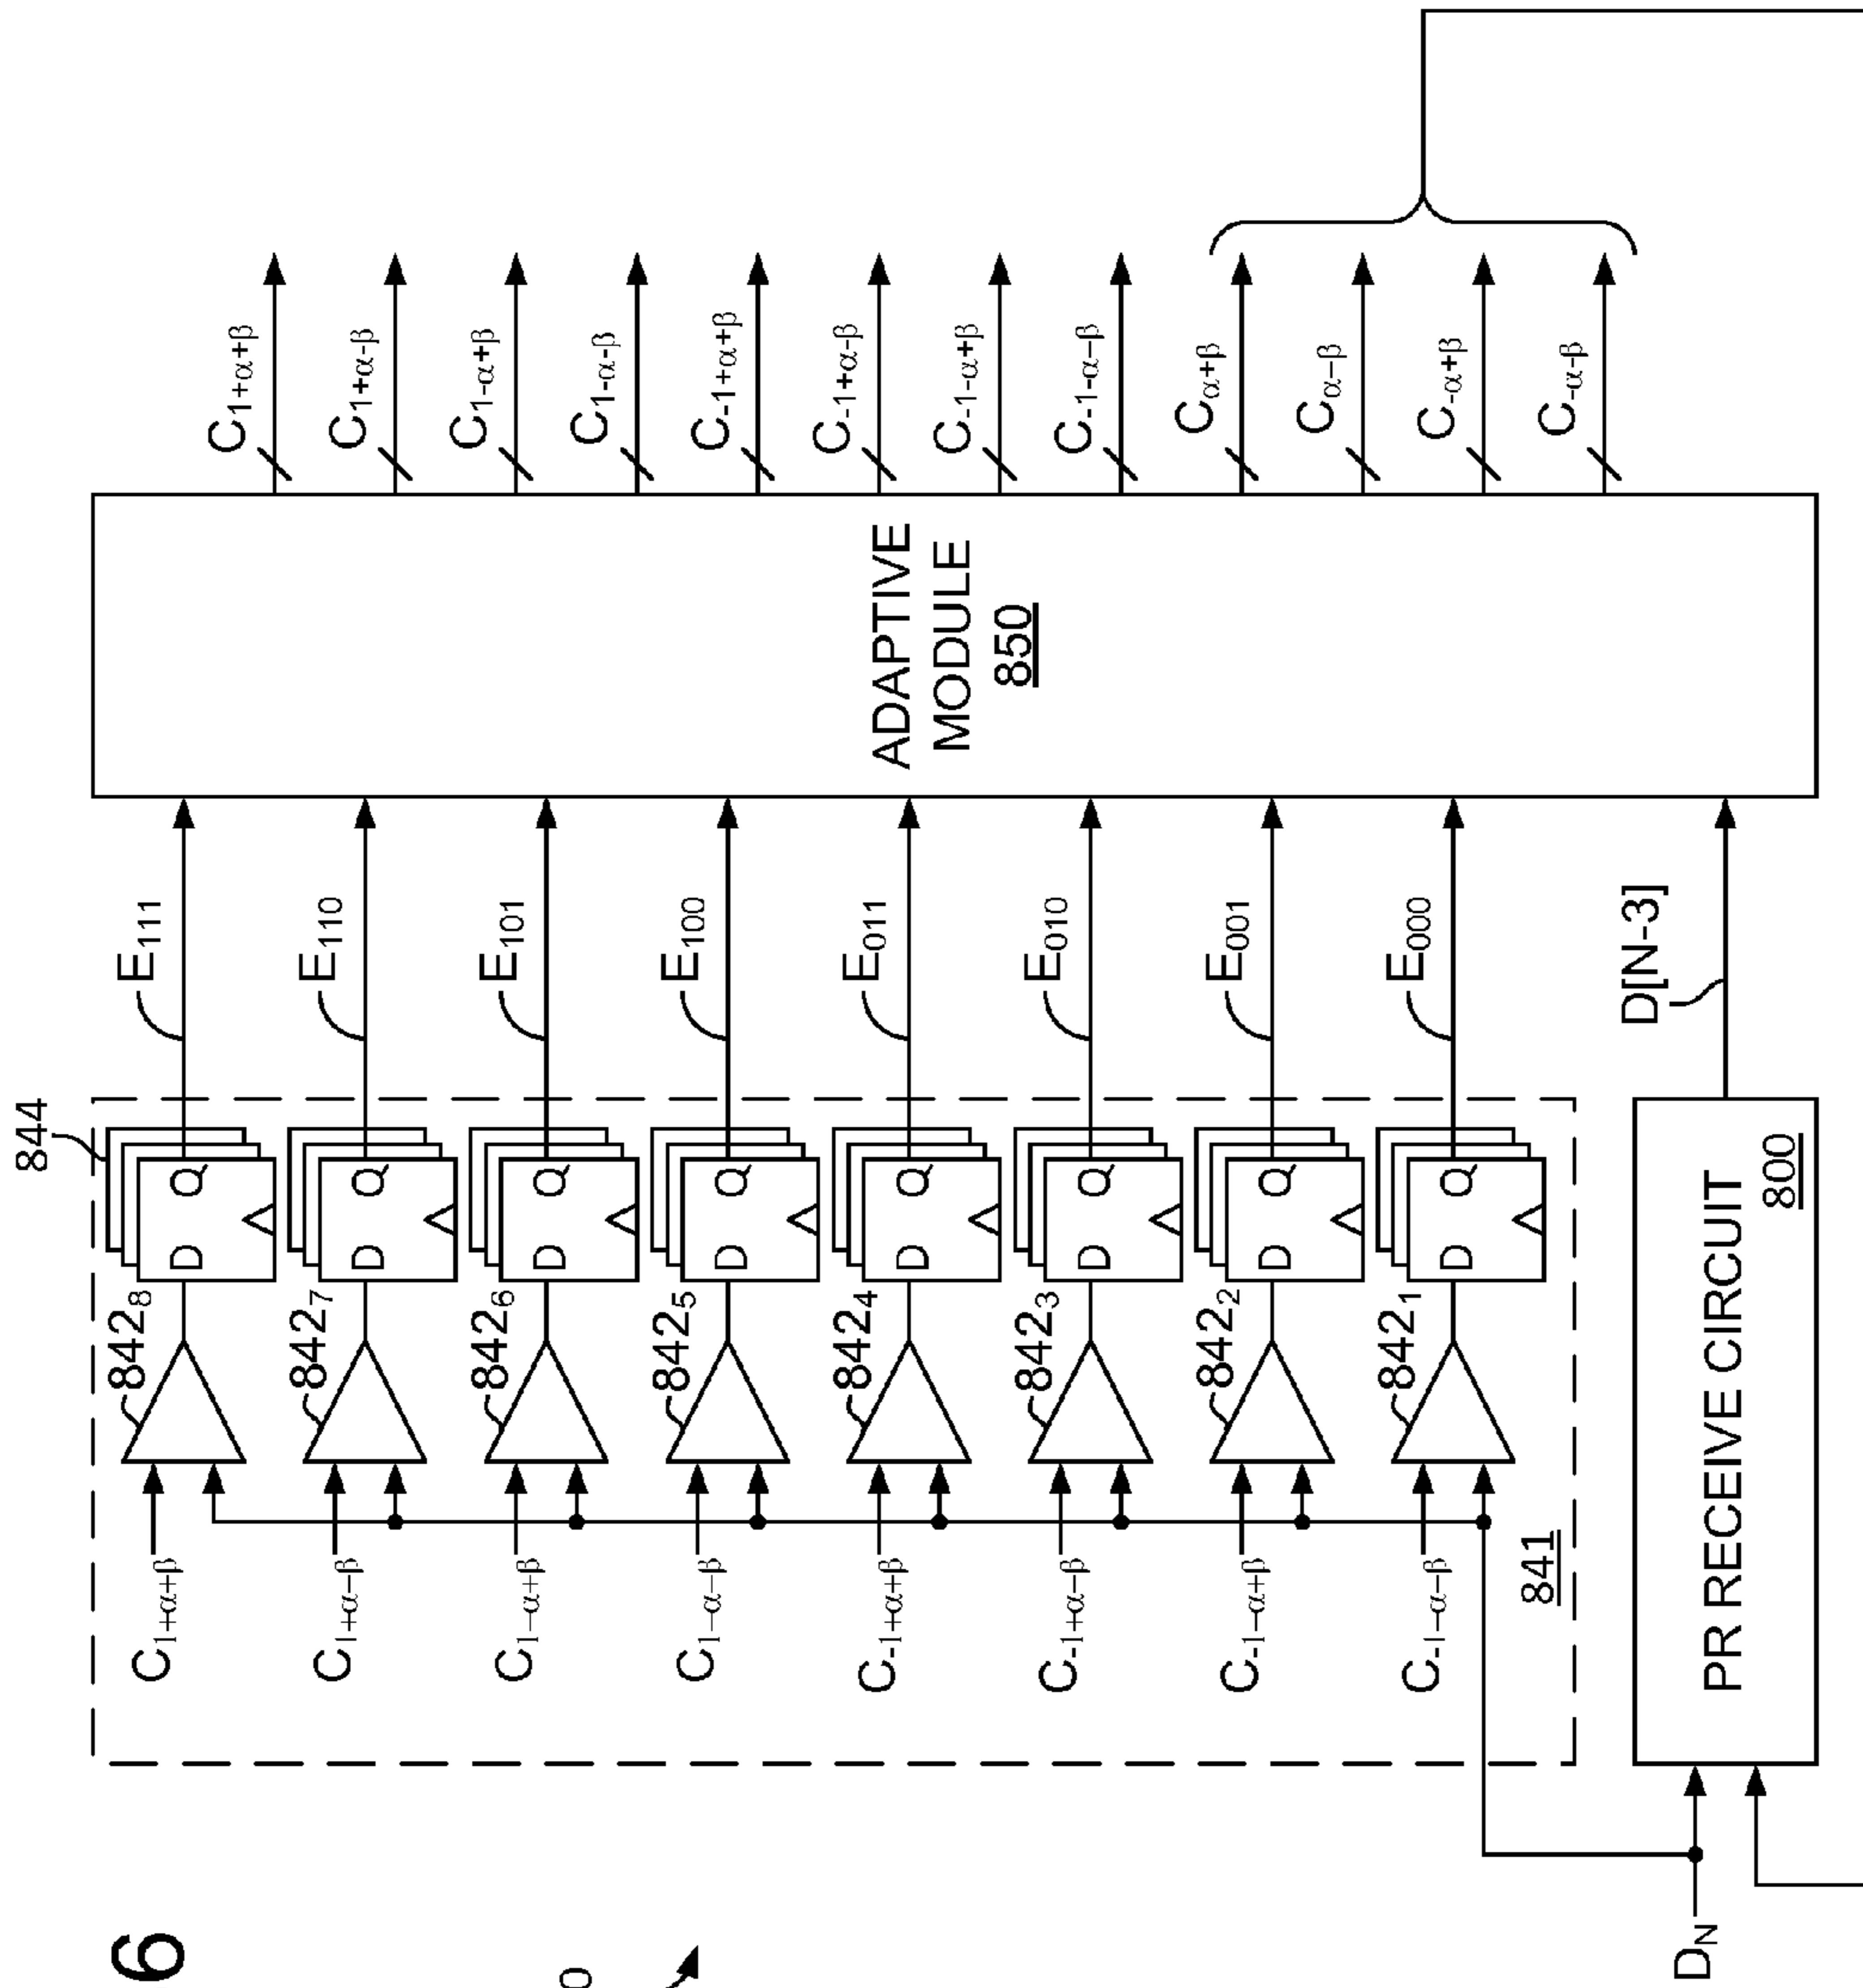 6
0
844
842₈
842₇
842₆
842₅
842₄
842₃
842₂
842₁
C₁₊α₊β
C₁₊α₋β
C₁₋α₊β
C₁₋α₋β
C₋₁₊α₊β
C₋₁₊α₋β
C₋₁₋α₊β
C₋₁₋α₋β
D Q
D Q
D Q
D Q
D Q
D Q
D Q
D Q
841
E₁₁₁
E₁₁₀
E₁₀₁
E₁₀₀
E₀₁₁
E₀₁₀
E₀₀₁
E₀₀₀
D_N
PR RECEIVE CIRCUIT
800
D[N-3]
ADAPTIVE
MODULE
850
C₁₊α₊β
C₁₊α₋β
C₁₋α₊β
C₁₋α₋β
C₋₁₊α₊β
C₋₁₊α₋β
C₋₁₋α₊β
C₋₁₋α₋β
Cα₊β
Cα₋β
C₋α₊β
C₋α₋β